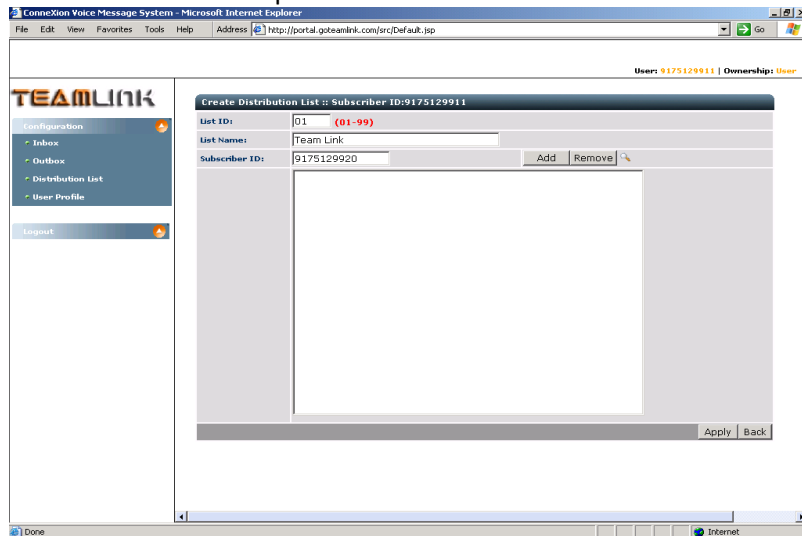 ConneXion Voice Message System - Microsoft Internet Explorer
File Edit View Favorites Tools Help Address http://portal.goteamlink.com/src/Default.jsp Go
User: 9175129911 | Ownership: User
TEAMLINK
Create Distribution List :: Subscriber ID:9175129911
Configuration
Inbox
Outbox
Distribution List
User Profile
Logout
List ID: 01 (01-99)
List Name: Team Link
Subscriber ID: 9175129920 Add Remove
Apply Back
Done Internet